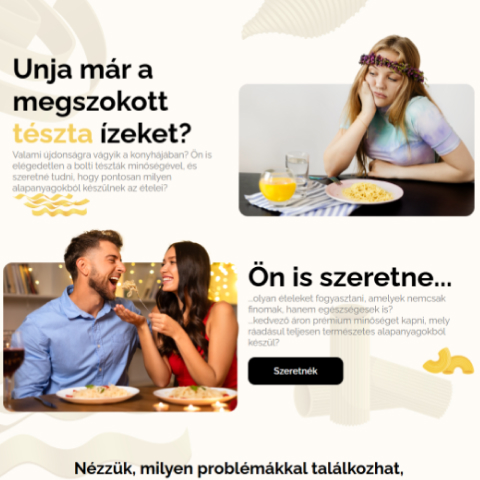 Unja már a
megszokott
tészta ízeket?
Valami újdonságra vágyik a konyhájában? Ön is
elégedetlen a bolti tészták minőségével, és
szeretné tudni, hogy pontosan milyen
alapanyagokból készülnek az ételei?
Ön is szeretne...
...olyan ételeket fogyasztani, amelyek nemcsak
finomak, hanem egészségesek is?
...kedvező áron prémium minőséget kapni, mely
ráadásul teljesen természetes alapanyagokból
készül?
Szeretnék
Nézzük, milyen problémákkal találkozhat,